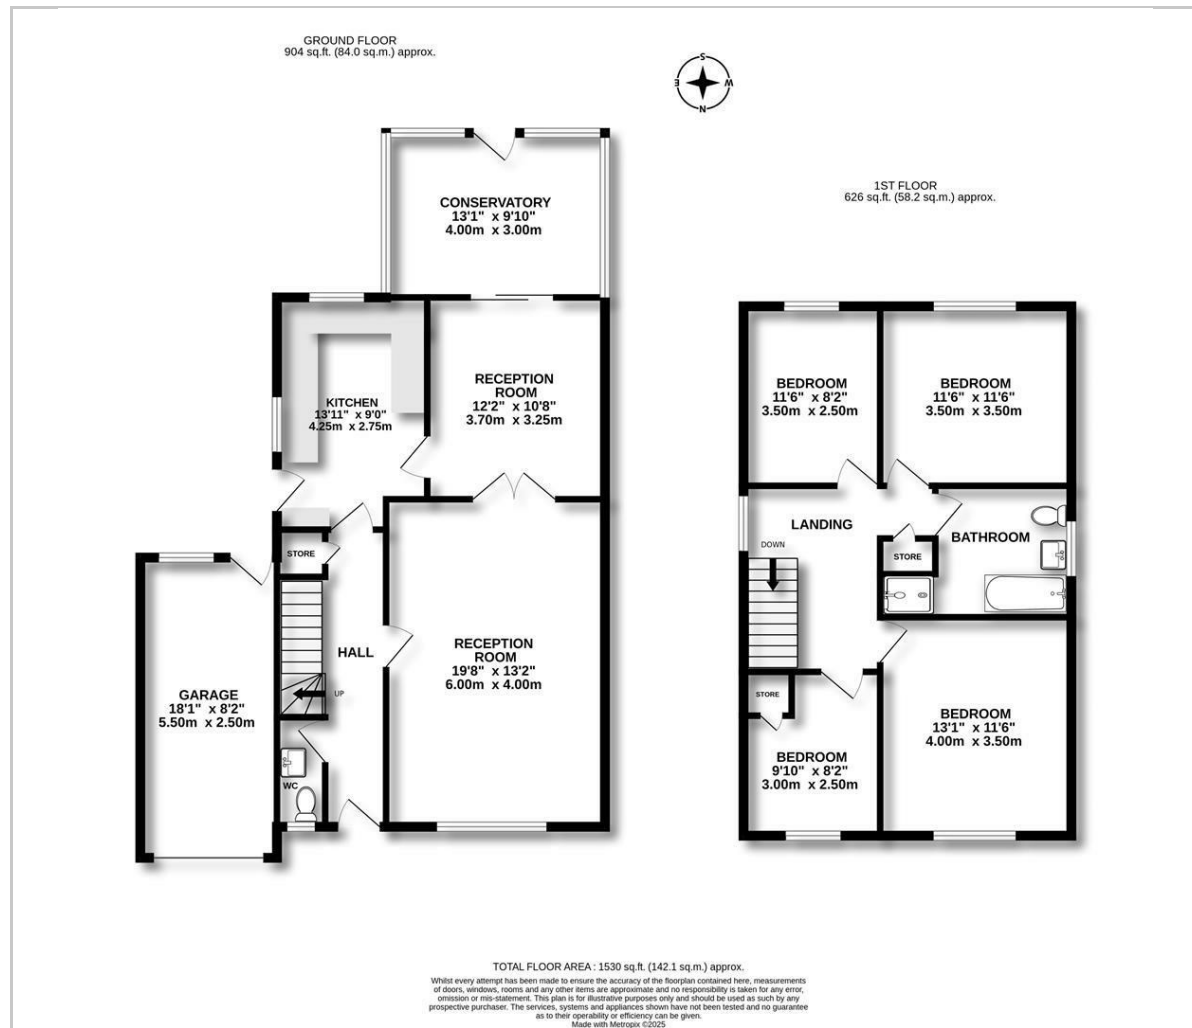 GROUND FLOOR
904 sq.ft. (84.0 sq.m.) approx.
S
E
W
N
CONSERVATORY
13'1" x 9'10"
4.00m x 3.00m
KITCHEN
13'11" x 9'0"
4.25m x 2.75m
RECEPTION
ROOM
12'2" x 10'8"
3.70m x 3.25m
STORE
HALL
UP
RECEPTION
ROOM
19'8" x 13'2"
6.00m x 4.00m
GARAGE
18'1" x 8'2"
5.50m x 2.50m
WC
1ST FLOOR
626 sq.ft. (58.2 sq.m.) approx.
BEDROOM
11'6" x 8'2"
3.50m x 2.50m
BEDROOM
11'6" x 11'6"
3.50m x 3.50m
LANDING
DOWN
STORE
BATHROOM
STORE
BEDROOM
9'10" x 8'2"
3.00m x 2.50m
BEDROOM
13'1" x 11'6"
4.00m x 3.50m
TOTAL FLOOR AREA : 1530 sq.ft. (142.1 sq.m.) approx.
Whilst every attempt has been made to ensure the accuracy of the floorplan contained here, measurements
of doors, windows, rooms and any other items are approximate and no responsibility is taken for any error,
omission or mis-statement. This plan is for illustrative purposes only and should be used as such by any
prospective purchaser. The services, systems and appliances shown have not been tested and no guarantee
as to their operability or efficiency can be given.
Made with Metropix ©2025